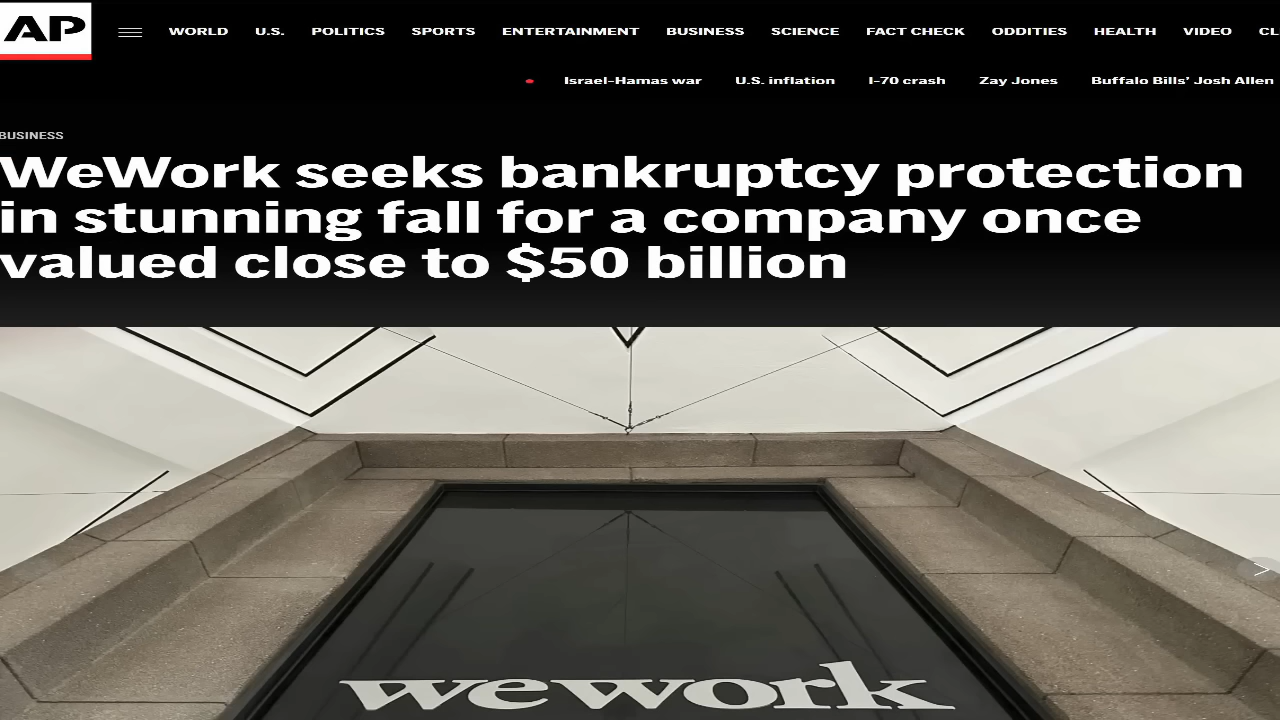 AP
WORLD U.S. POLITICS SPORTS ENTERTAINMENT BUSINESS SCIENCE FACT CHECK ODDITIES HEALTH VIDEO CL
Israel-Hamas war U.S. inflation I-70 crash Zay Jones Buffalo Bills' Josh Allen
BUSINESS
WeWork seeks bankruptcy protection
in stunning fall for a company once
valued close to $50 billion
wework